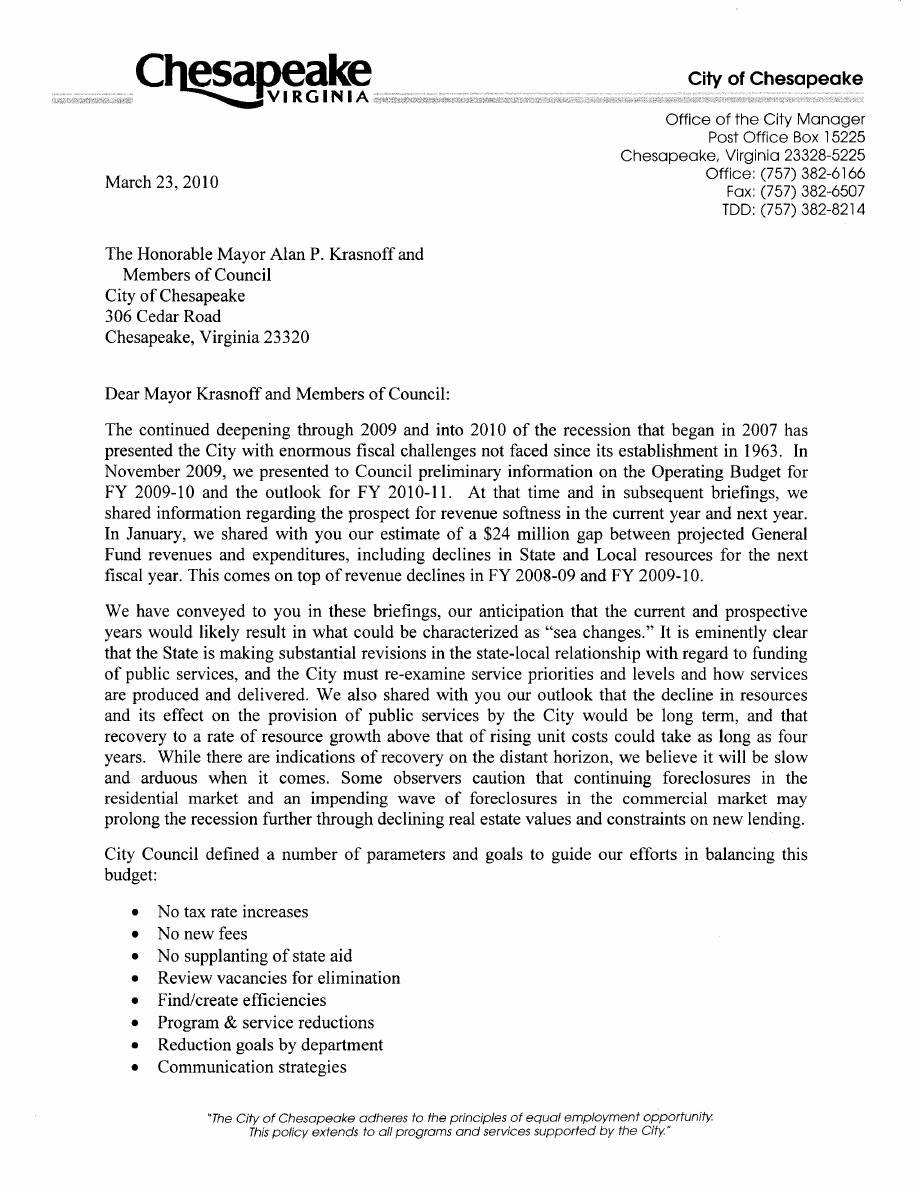 Chesapeake
VIRGINIA
City of Chesapeake
Office of the City Manager
Post Office Box 15225
Chesapeake, Virginia 23328-5225
Office: (757) 382-6166
Fax: (757) 382-6507
TDD: (757) 382-8214
March 23, 2010
The Honorable Mayor Alan P. Krasnoff and
Members of Council
City of Chesapeake
306 Cedar Road
Chesapeake, Virginia 23320
Dear Mayor Krasnoff and Members of Council:
The continued deepening through 2009 and into 2010 of the recession that began in 2007 has
presented the City with enormous fiscal challenges not faced since its establishment in 1963. In
November 2009, we presented to Council preliminary information on the Operating Budget for
FY 2009-10 and the outlook for FY 2010-11. At that time and in subsequent briefings, we
shared information regarding the prospect for revenue softness in the current year and next year.
In January, we shared with you our estimate of a $24 million gap between projected General
Fund revenues and expenditures, including declines in State and Local resources for the next
fiscal year. This comes on top of revenue declines in FY 2008-09 and FY 2009-10.
We have conveyed to you in these briefings, our anticipation that the current and prospective
years would likely result in what could be characterized as “sea changes.” It is eminently clear
that the State is making substantial revisions in the state-local relationship with regard to funding
of public services, and the City must re-examine service priorities and levels and how services
are produced and delivered. We also shared with you our outlook that the decline in resources
and its effect on the provision of public services by the City would be long term, and that
recovery to a rate of resource growth above that of rising unit costs could take as long as four
years. While there are indications of recovery on the distant horizon, we believe it will be slow
and arduous when it comes. Some observers caution that continuing foreclosures in the
residential market and an impending wave of foreclosures in the commercial market may
prolong the recession further through declining real estate values and constraints on new lending.
City Council defined a number of parameters and goals to guide our efforts in balancing this
budget:
• No tax rate increases
• No new fees
• No supplanting of state aid
• Review vacancies for elimination
• Find/create efficiencies
• Program & service reductions
• Reduction goals by department
• Communication strategies
"The City of Chesapeake adheres to the principles of equal employment opportunity.
This policy extends to all programs and services supported by the City."